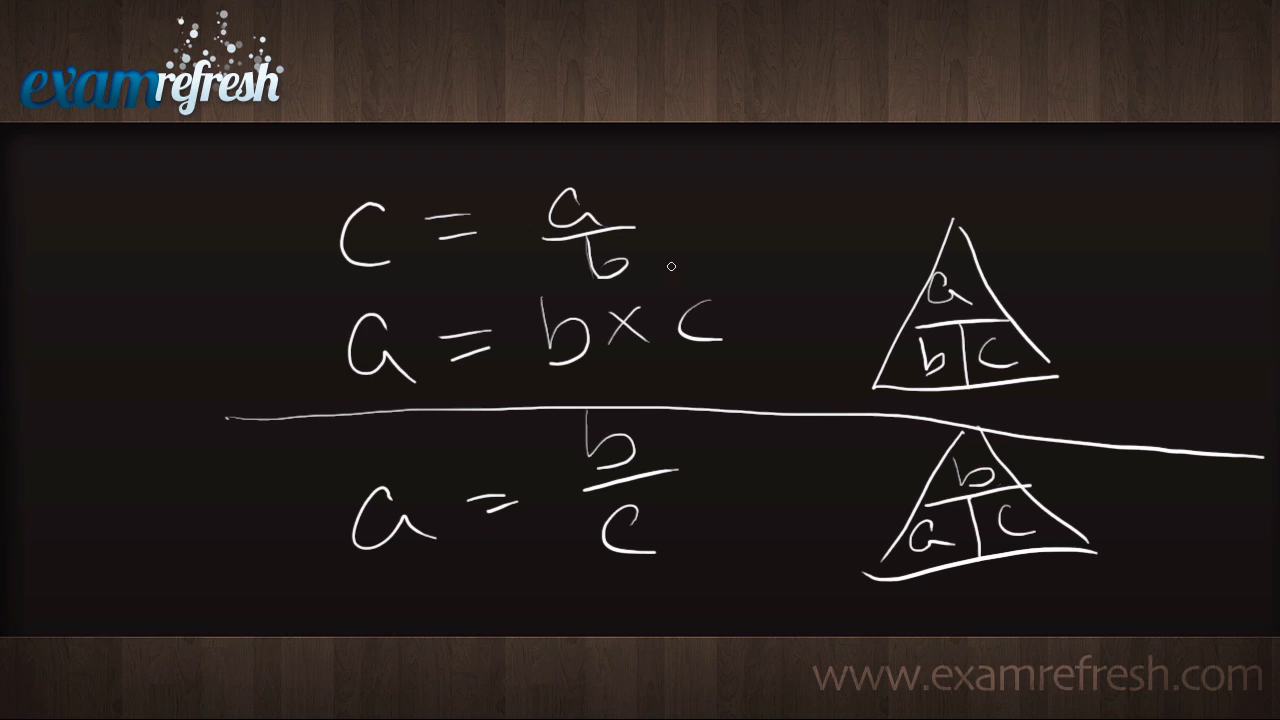 examrefresh
c = a/b
a = b × c
a
b c
a = b/c
b
a c
www.examrefresh.com